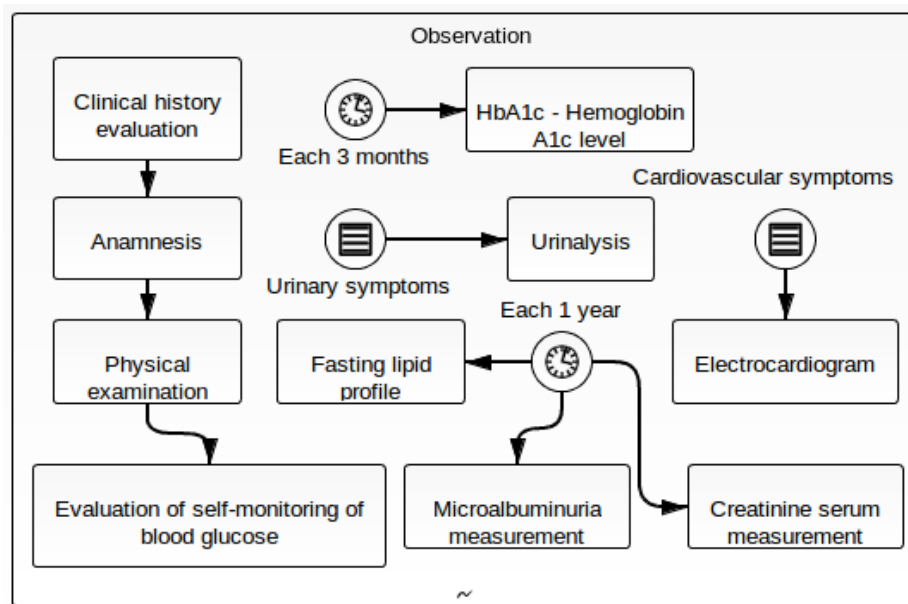 Observation
Clinical history
evaluation
Each 3 months
HbA1c - Hemoglobin
A1c level
Cardiovascular symptoms
Anamnesis
Urinary symptoms
Urinalysis
Each 1 year
Physical
examination
Fasting lipid
profile
Electrocardiogram
Evaluation of self-monitoring of
blood glucose
Microalbuminuria
measurement
Creatinine serum
measurement
~